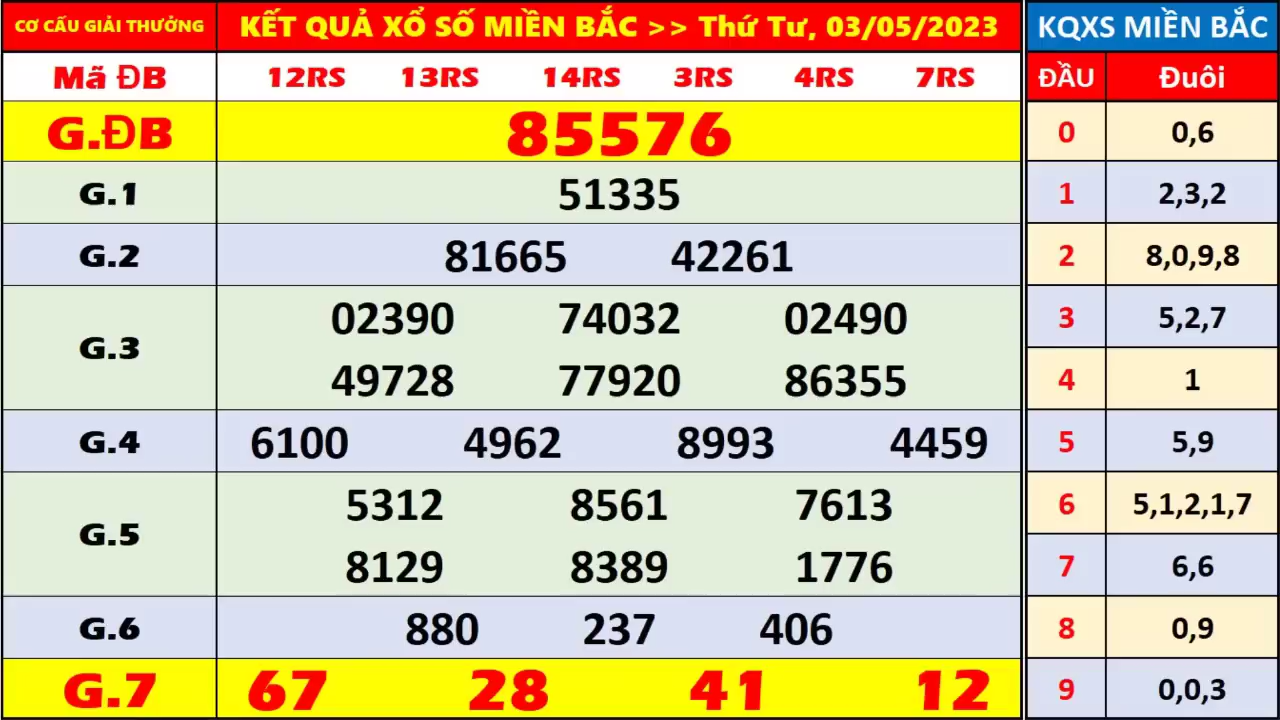 CƠ CẤU GIẢI THƯỞNG KẾT QUẢ XỔ SỐ MIỀN BẮC >> Thứ Tư, 03/05/2023 KQXS MIỀN BẮC
Mã ĐB 12RS 13RS 14RS 3RS 4RS 7RS ĐẦU Đuôi
G.ĐB 85576 0 0,6
G.1 51335 1 2,3,2
G.2 81665 42261 2 8,0,9,8
G.3 02390 74032 02490 3 5,2,7
49728 77920 86355 4 1
G.4 6100 4962 8993 4459 5 5,9
G.5 5312 8561 7613 6 5,1,2,1,7
8129 8389 1776 7 6,6
G.6 880 237 406 8 0,9
G.7 67 28 41 12 9 0,0,3